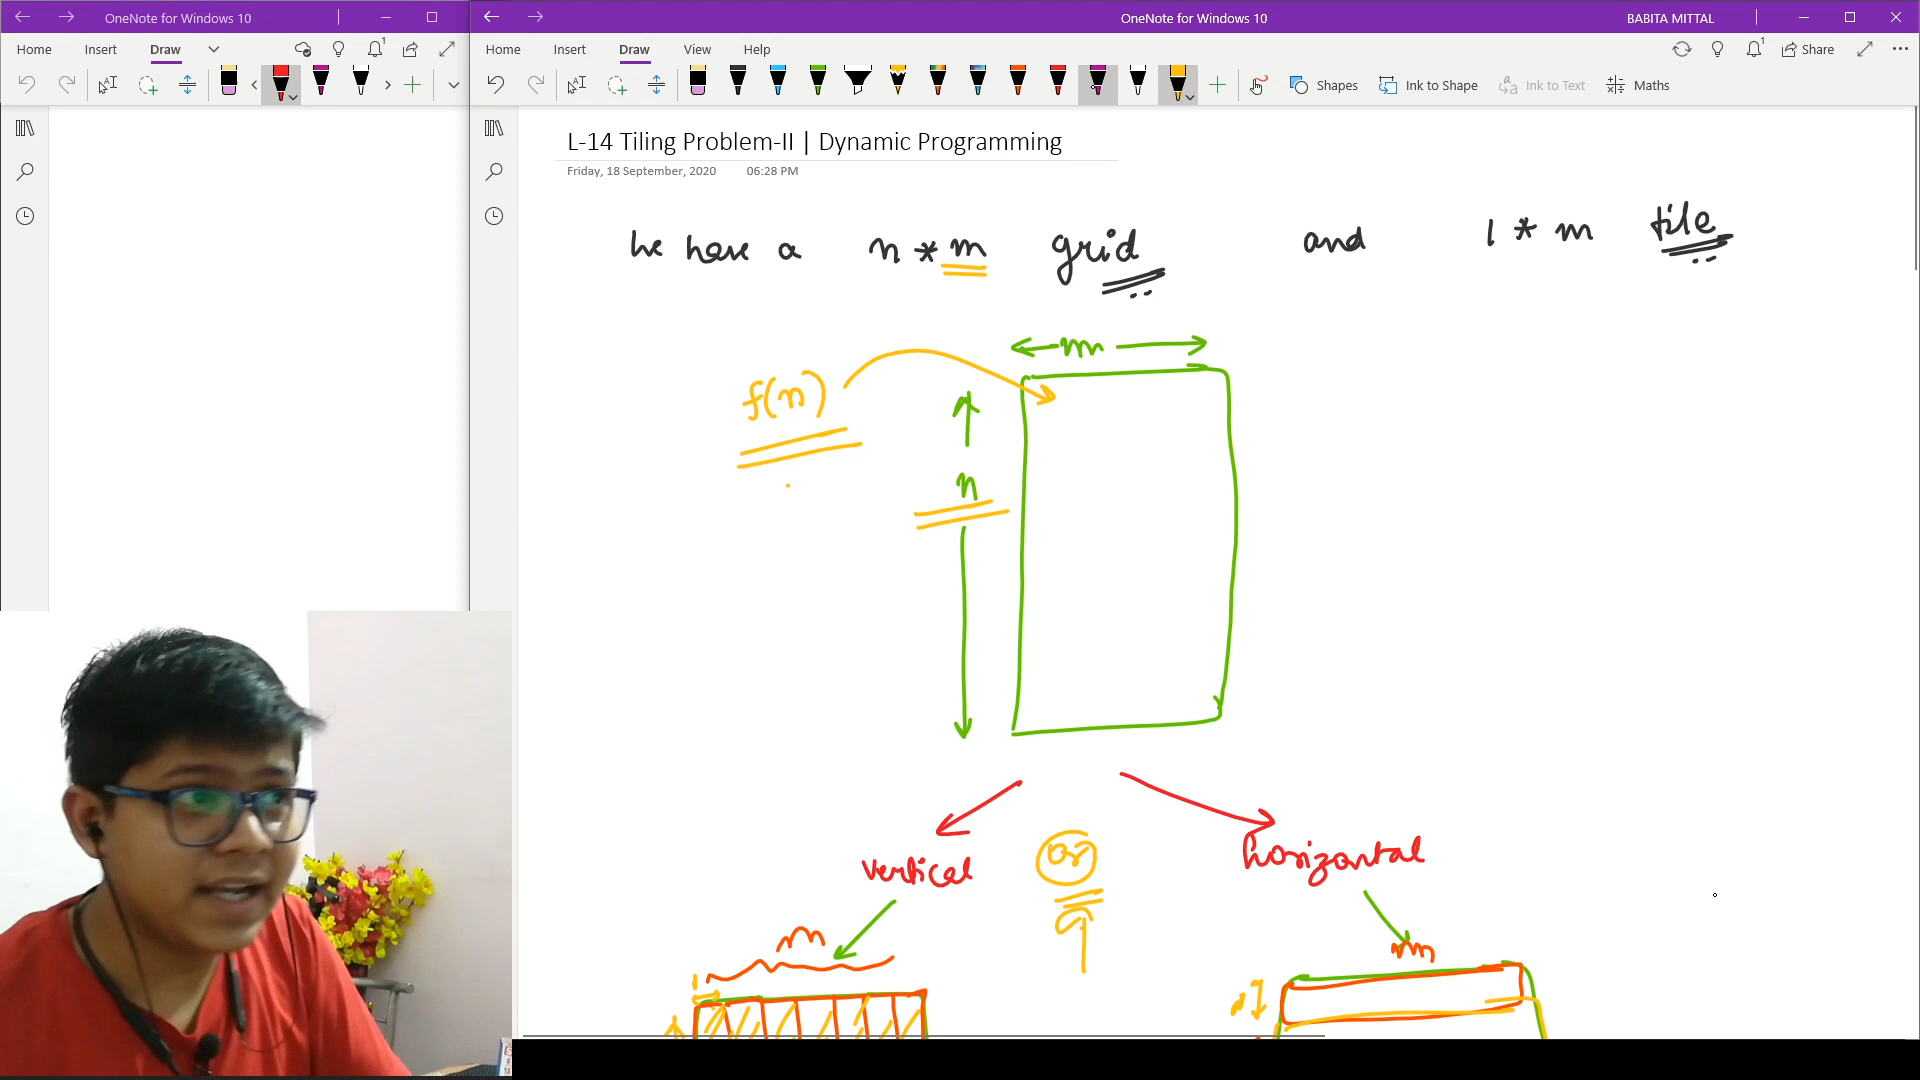 OneNote for Windows 10
OneNote for Windows 10
BABITA MITTAL
Home Insert Draw
Home Insert Draw View Help
Share
Shapes Ink to Shape Ink to Text Maths
L-14 Tiling Problem-II | Dynamic Programming
Friday, 18 September, 2020 06:28 PM
We have a n * m grid and 1 * m tile
m
f(n)
n
vertical or horizontal
m m
1